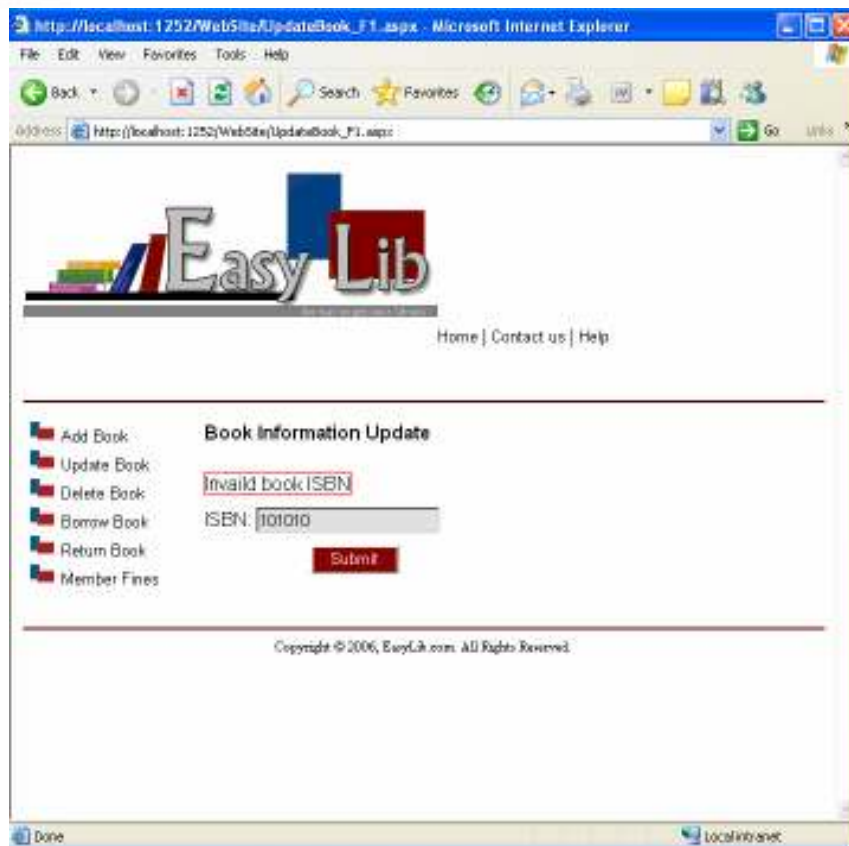 http://localhost:1252/WebSite/UpdateBook_F1.aspx - Microsoft Internet Explorer
File Edit View Favorites Tools Help
Back Search Favorites
Address http://localhost:1252/WebSite/UpdateBook_F1.aspx Go Links
Easy Lib
Home | Contact us | Help
Add Book
Update Book
Delete Book
Borrow Book
Return Book
Member Fines
Book Information Update
Invaild book ISBN
ISBN: 101010
Submit
Copyright © 2006, EasyLib.com. All Rights Reserved.
Done Local intranet